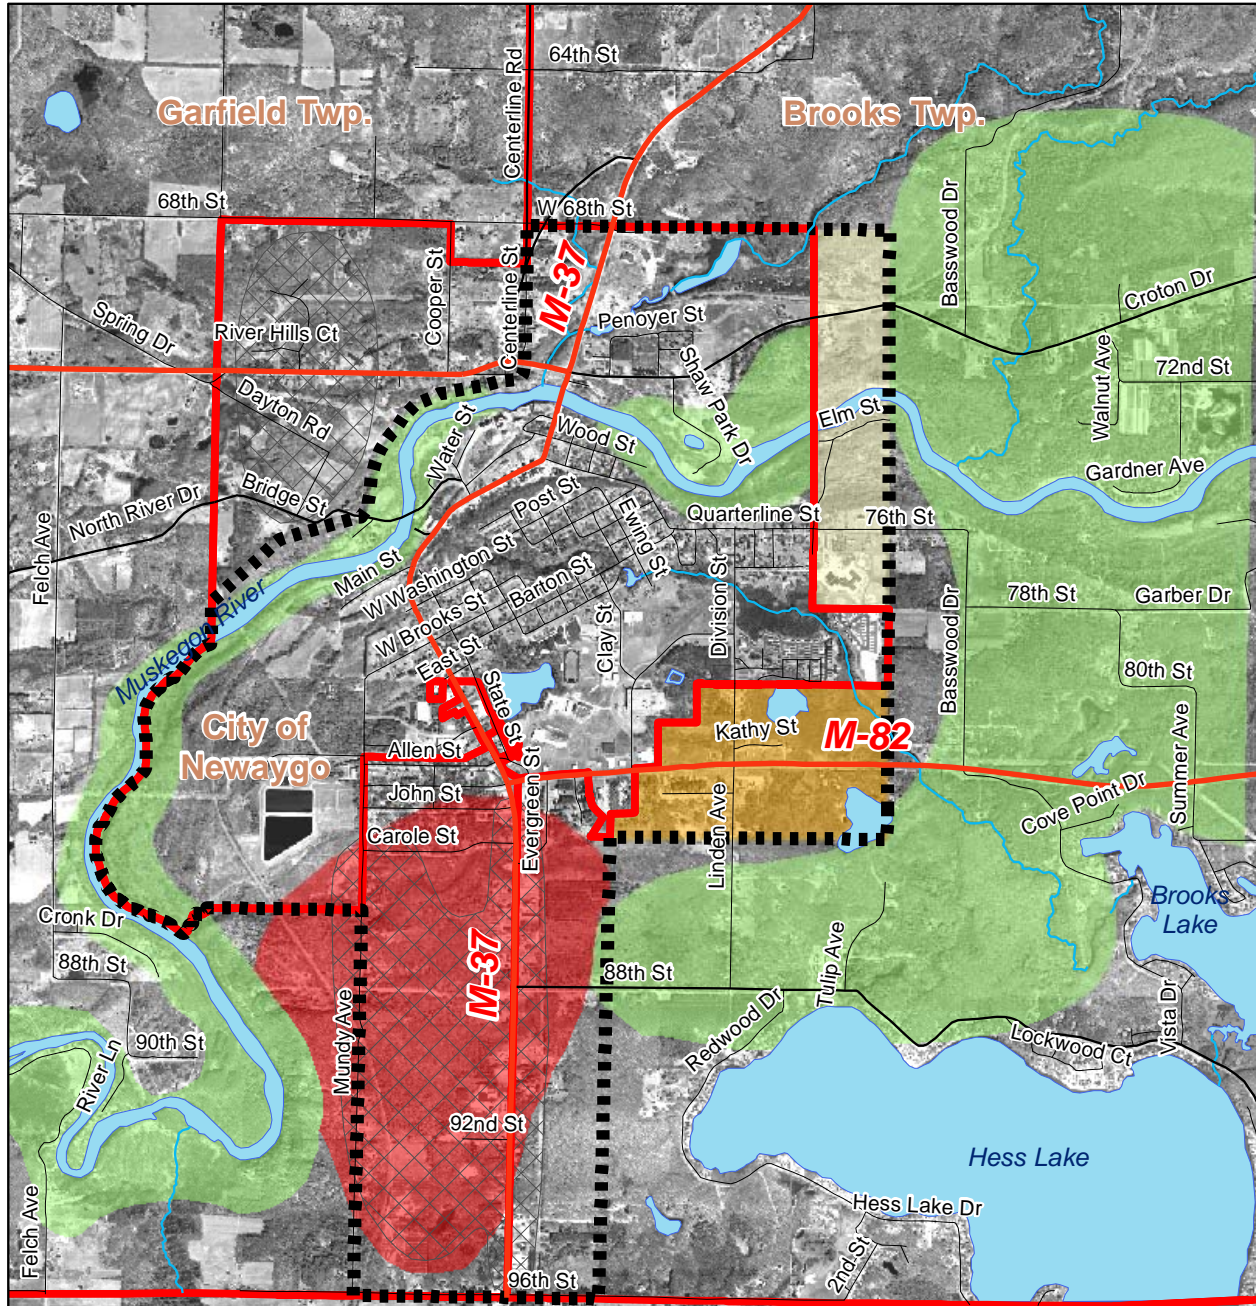 64th St
Centerline Rd
Garfield Twp.
Brooks Twp.
68th St
W 68th St
Basswood Dr
Cooper St
Centerline St
M-37
Croton Dr
Spring Dr
River Hills Ct
Penoyer St
Shaw Park Dr
Walnut Ave
72nd St
Dayton Rd
Water St
Wood St
Elm St
Gardner Ave
North River Dr
Bridge St
Post St
Ewing St
Quarterline St
76th St
Felch Ave
Main St
W Washington St
Barton St
Division St
78th St
Garber Dr
Muskegon River
W Brooks St
East St
Clay St
Basswood Dr
80th St
State St
City of
Newaygo
Allen St
Kathy St
M-82
Summer Ave
John St
Evergreen St
Cove Point Dr
Carole St
Linden Ave
Brooks
Lake
Cronk Dr
88th St
M-37
88th St
Tulip Ave
Vista Dr
90th St
Mundy Ave
Redwood Dr
Lockwood Ct
River Ln
92nd St
Hess Lake
Felch Ave
Hess Lake Dr
2nd St
96th St